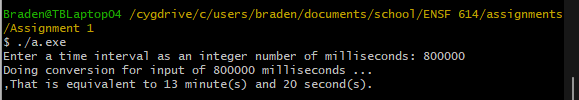 Braden@TBLaptop04 /cygdrive/c/users/braden/documents/school/ENSF 614/assignments
/Assignment 1
$ ./a.exe
Enter a time interval as an integer number of milliseconds: 800000
Doing conversion for input of 800000 milliseconds ...
,That is equivalent to 13 minute(s) and 20 second(s).